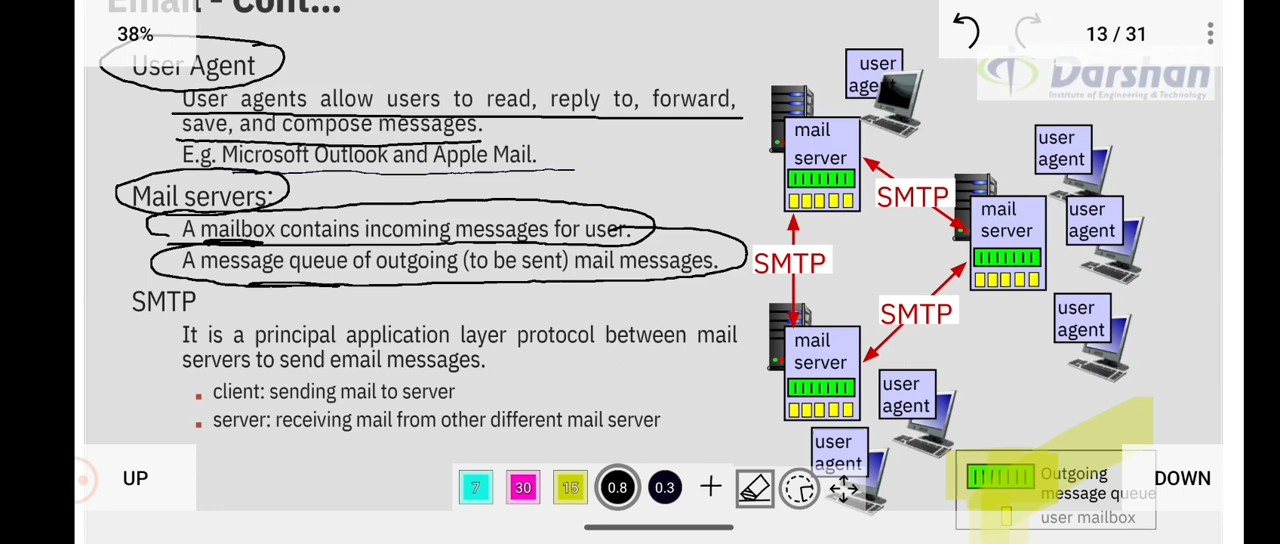 Email - Cont...
38%
13 / 31
User Agent
User agents allow users to read, reply to, forward,
save, and compose messages.
E.g. Microsoft Outlook and Apple Mail.
Mail servers:
A mailbox contains incoming messages for user.
A message queue of outgoing (to be sent) mail messages.
SMTP
It is a principal application layer protocol between mail
servers to send email messages.
client: sending mail to server
server: receiving mail from other different mail server
Darshan
Institute of Engineering & Technology
user
agent
mail
server
SMTP
user
agent
mail
server
user
agent
SMTP
SMTP
user
agent
mail
server
user
agent
user
agent
Outgoing
message queue
user mailbox
UP
7
30
15
0.8
0.3
DOWN